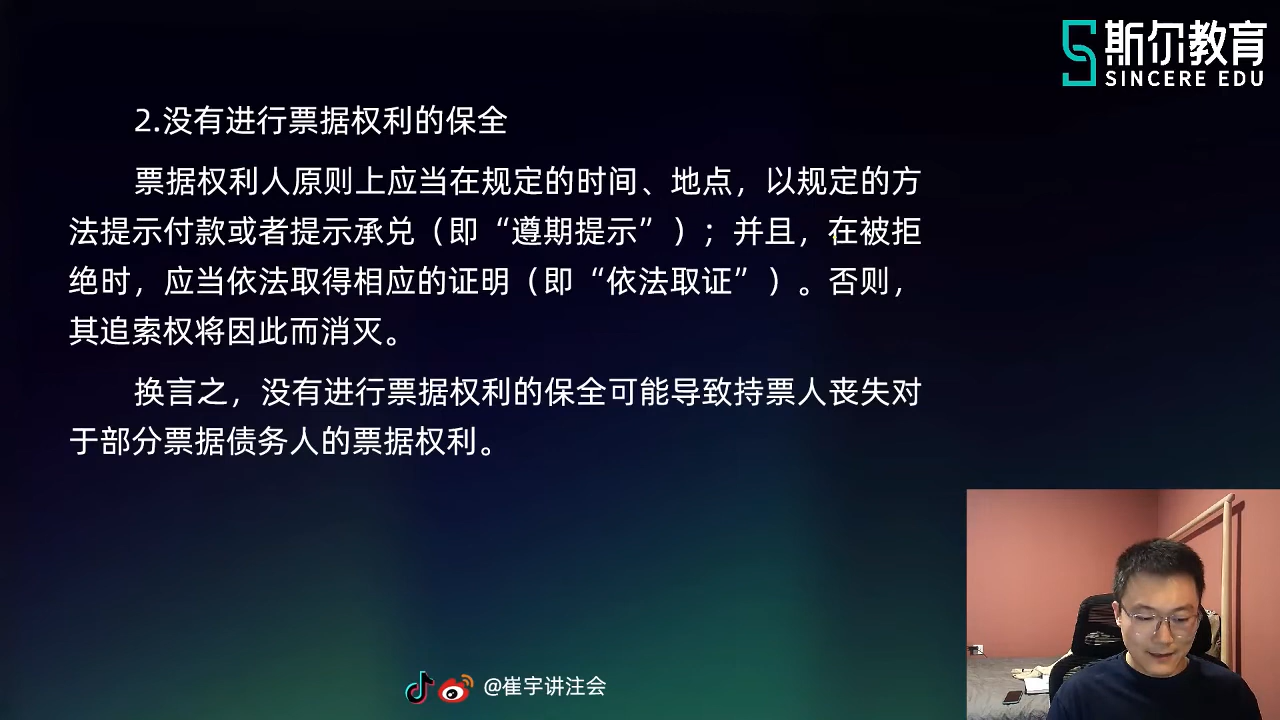 斯尔教育
SINCERE EDU
2.没有进行票据权利的保全
票据权利人原则上应当在规定的时间、地点，以规定的方
法提示付款或者提示承兑（即“遵期提示”）；并且，在被拒
绝时，应当依法取得相应的证明（即“依法取证”）。否则，
其追索权将因此而消灭。
换言之，没有进行票据权利的保全可能导致持票人丧失对
于部分票据债务人的票据权利。
@崔宇讲注会